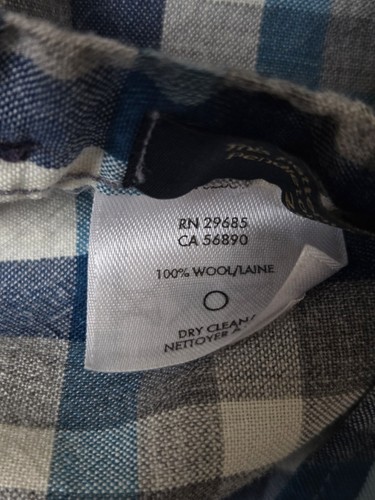 RN 29685
CA 56890
100% WOOL/LAINE
DRY CLEAN/
NETTOYER À